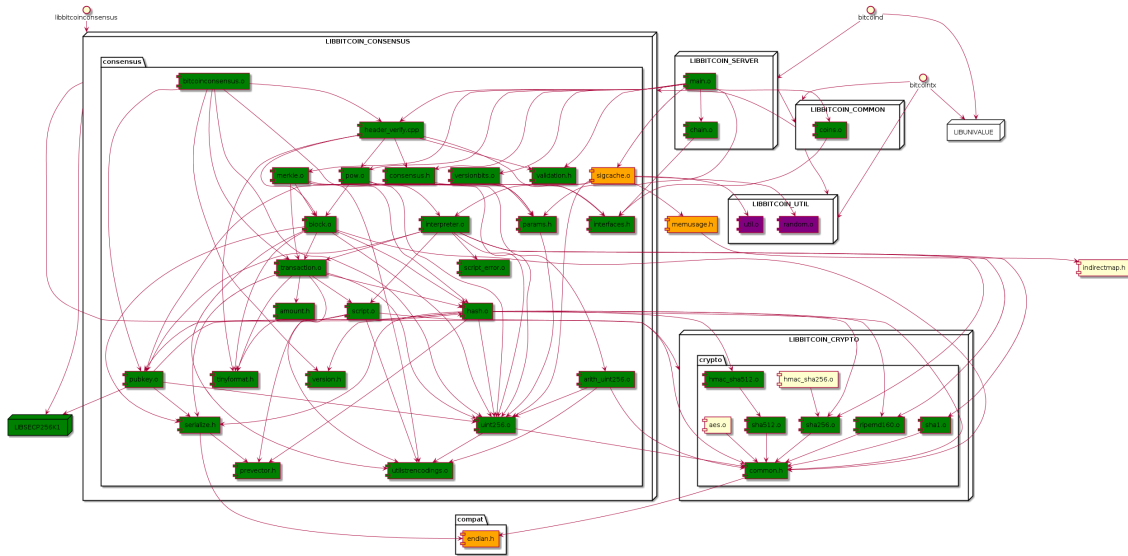 libbitcoinconsensus
bitcoind
LIBBITCOIN_CONSENSUS
consensus
bitcoinconsensus.o
LIBBITCOIN_SERVER
main.o
bitcointx
LIBBITCOIN_COMMON
header_verify.cpp
chain.o
coins.o
LIBUNIVALUE
merkle.o
pow.o
consensus.h
versionbits.o
validation.h
sigcache.o
LIBBITCOIN_UTIL
block.o
interpreter.o
params.h
interfaces.h
memusage.h
util.o
random.o
transaction.o
script_error.o
indirectmap.h
amount.h
script.o
hash.o
LIBBITCOIN_CRYPTO
crypto
pubkey.o
tinyformat.h
version.h
arith_uint256.o
hmac_sha512.o
hmac_sha256.o
LIBSECP256K1
serialize.h
uint256.o
aes.o
sha512.o
sha256.o
ripemd160.o
sha1.o
prevector.h
utilstrencodings.o
common.h
compat
endian.h